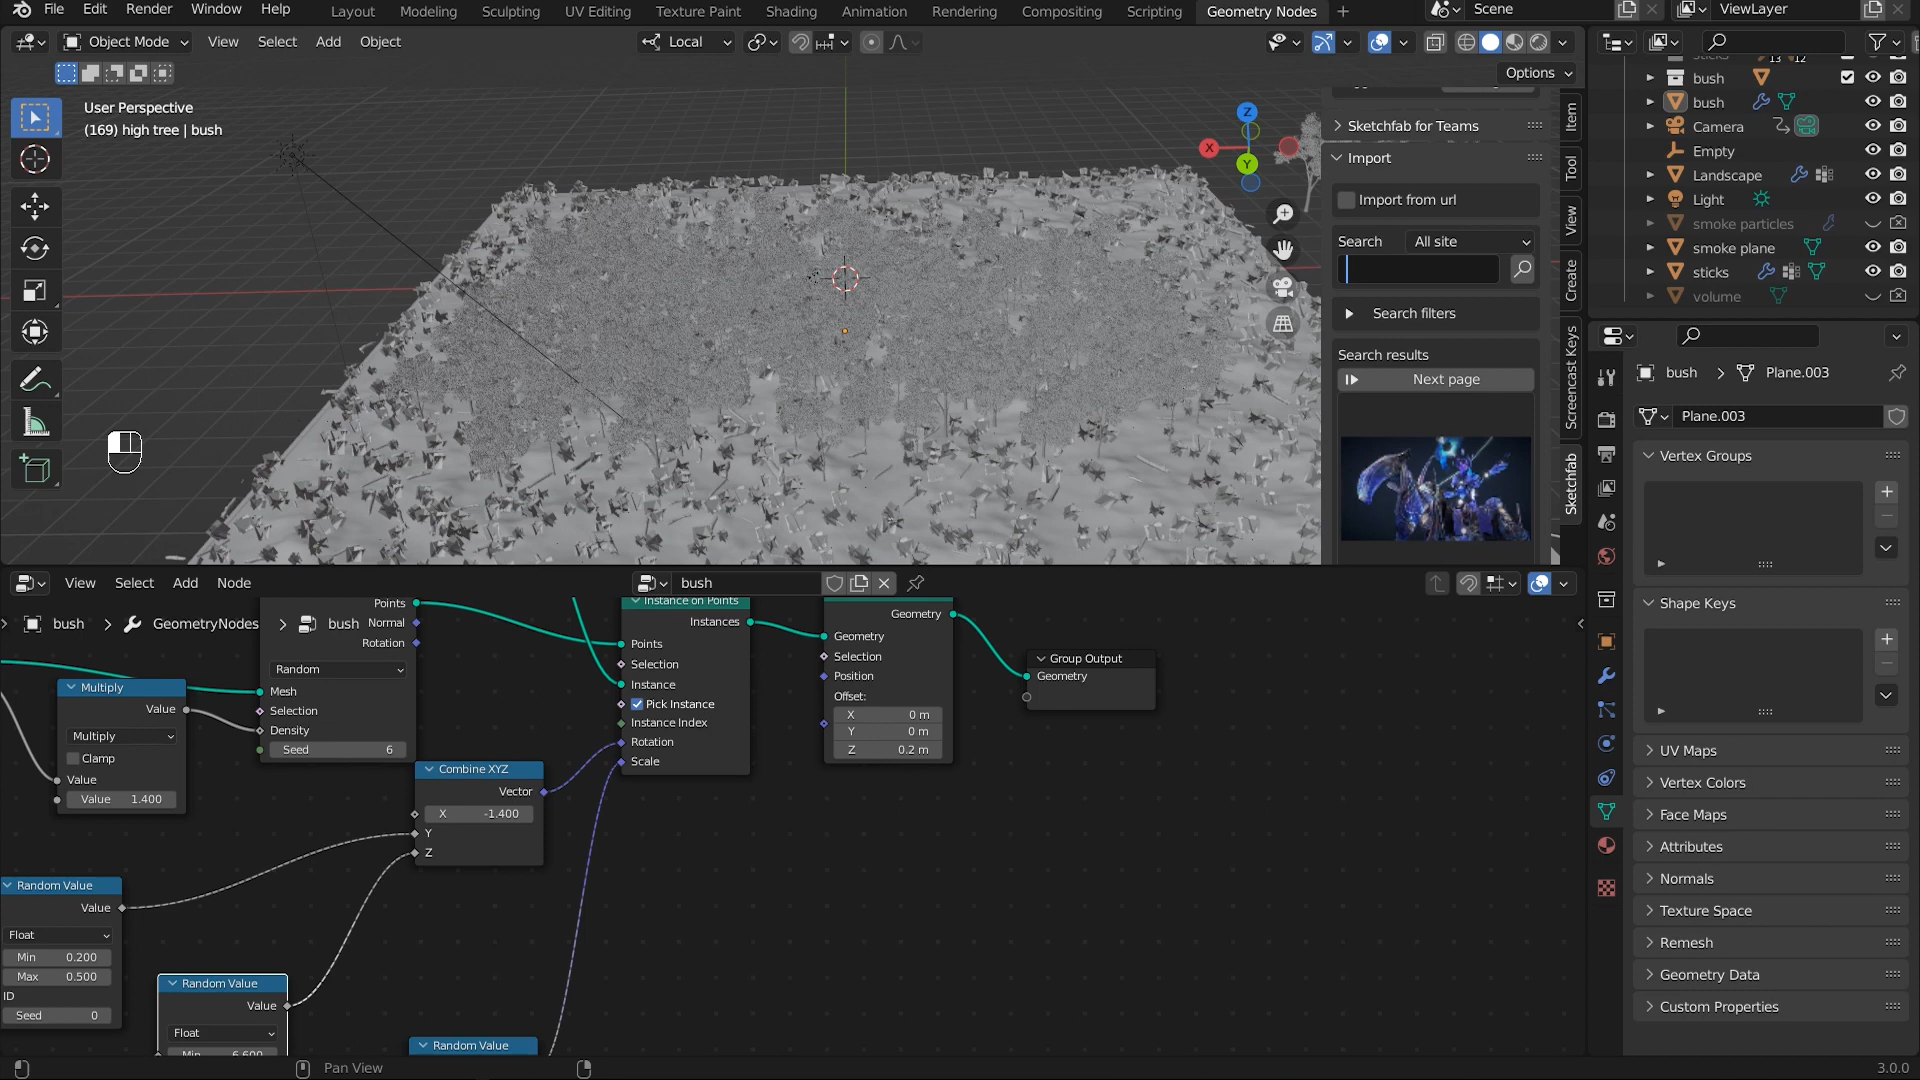 File Edit Render Window Help Layout Modeling Sculpting UV Editing Texture Paint Shading Animation Rendering Compositing Scripting Geometry Nodes + Scene ViewLayer
Object Mode View Select Add Object Local
Options
User Perspective
(169) high tree | bush
Z
X
Y
Sketchfab for Teams
Import
Import from url
Search All site
Search filters
Search results
Next page
Item
Tool
View
Create
Screencast Keys
Sketchfab
sticks 13 12
bush
bush
Camera
Empty
Landscape
Light
smoke particles
smoke plane
sticks
volume
bush > Plane.003
Plane.003
Vertex Groups
Shape Keys
UV Maps
Vertex Colors
Face Maps
Attributes
Normals
Texture Space
Remesh
Geometry Data
Custom Properties
View Select Add Node bush
bush > GeometryNodes > bush
Points
Normal
Rotation
Random
Mesh
Selection
Density
Seed 6
Multiply
Value
Multiply
Clamp
Value
Value 1.400
Combine XYZ
Vector
X -1.400
Y
Z
Instance on Points
Instances
Points
Selection
Instance
Pick Instance
Instance Index
Rotation
Scale
Geometry
Geometry
Selection
Position
Offset:
X 0 m
Y 0 m
Z 0.2 m
Group Output
Geometry
Random Value
Value
Float
Min 0.200
Max 0.500
ID
Seed 0
Random Value
Value
Float
Min 6.600
Random Value
Pan View 3.0.0